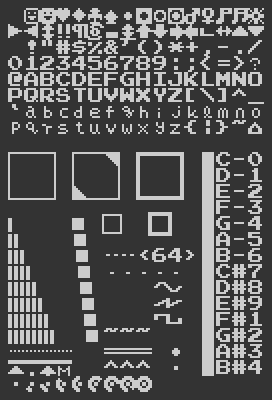 ☺☻♥♦♣♠•◘○◙♂♀♪♫☼
►◄↕‼¶§▬↨↑↓→←∟↔▲▼
!"#$%&'()*+,-./
0123456789:;<=>?
@ABCDEFGHIJKLMNO
PQRSTUVWXYZ[\]^_
`abcdefghijklmno
pqrstuvwxyz{¦}~⌂
C-0
D-1
E-2
F-3
G-4
A-5
B-6
<64>
C#7
D#8
E#9
F#1
G#2
A#3
B#4
M